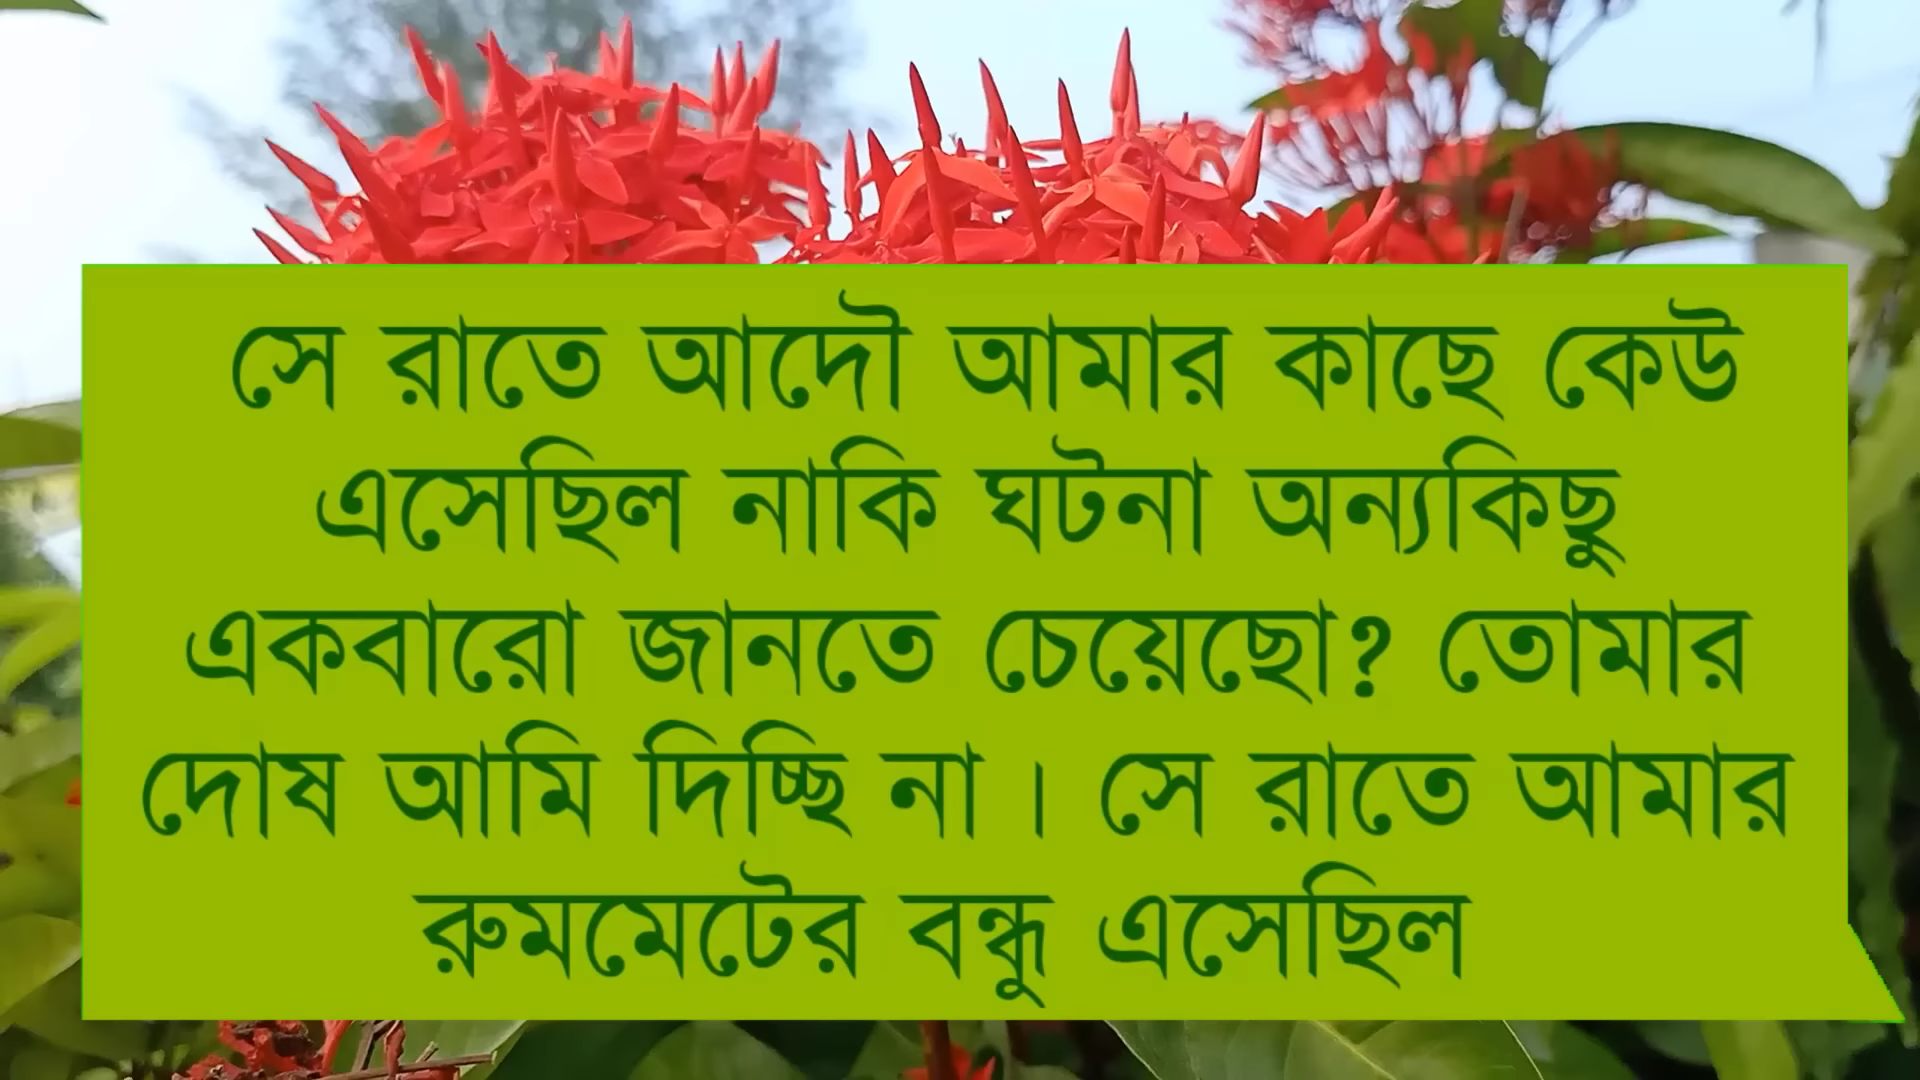 সে রাতে আদৌ আমার কাছে কেউ
এসেছিল নাকি ঘটনা অন্যকিছু
একবারো জানতে চেয়েছো? তোমার
দোষ আমি দিচ্ছি না । সে রাতে আমার
রুমমেটের বন্ধু এসেছিল